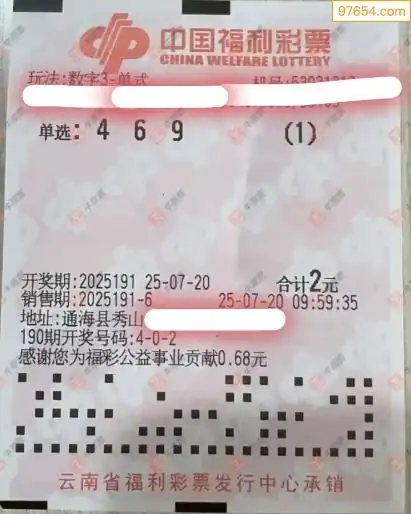 97654.com
中国福利彩票
CHINA WELFARE LOTTERY
玩法:数字3-单式
单选: 4 6 9 (1)
开奖期:2025191 25-07-20 合计2元
销售期:2025191-6 25-07-20 09:59:35
地址:通海县秀山
190期开奖号码:4-0-2
感谢您为福彩公益事业贡献0.68元
云南省福利彩票发行中心承销